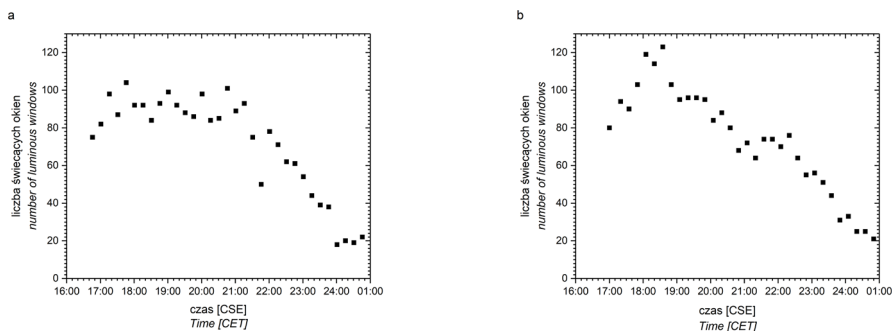 a
120
100
80
60
40
20
0
liczba świecących okien
number of luminous windows
16:00 17:00 18:00 19:00 20:00 21:00 22:00 23:00 24:00 01:00
czas [CSE]
Time [CET]
b
120
100
80
60
40
20
0
liczba świecących okien
number of luminous windows
16:00 17:00 18:00 19:00 20:00 21:00 22:00 23:00 24:00 01:00
czas [CSE]
Time [CET]